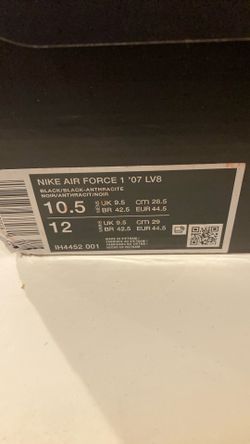 NIKE AIR FORCE 1 '07 LV8
BLACK/BLACK-ANTHRACITE
NOIR/ANTHRACIT/NOIR
10.5 UK 9.5 CM 28.5
BR 42.5 EUR 44.5
12 UK 9.5 CM 29
BR 42.5 EUR 44.5
IH4452 001